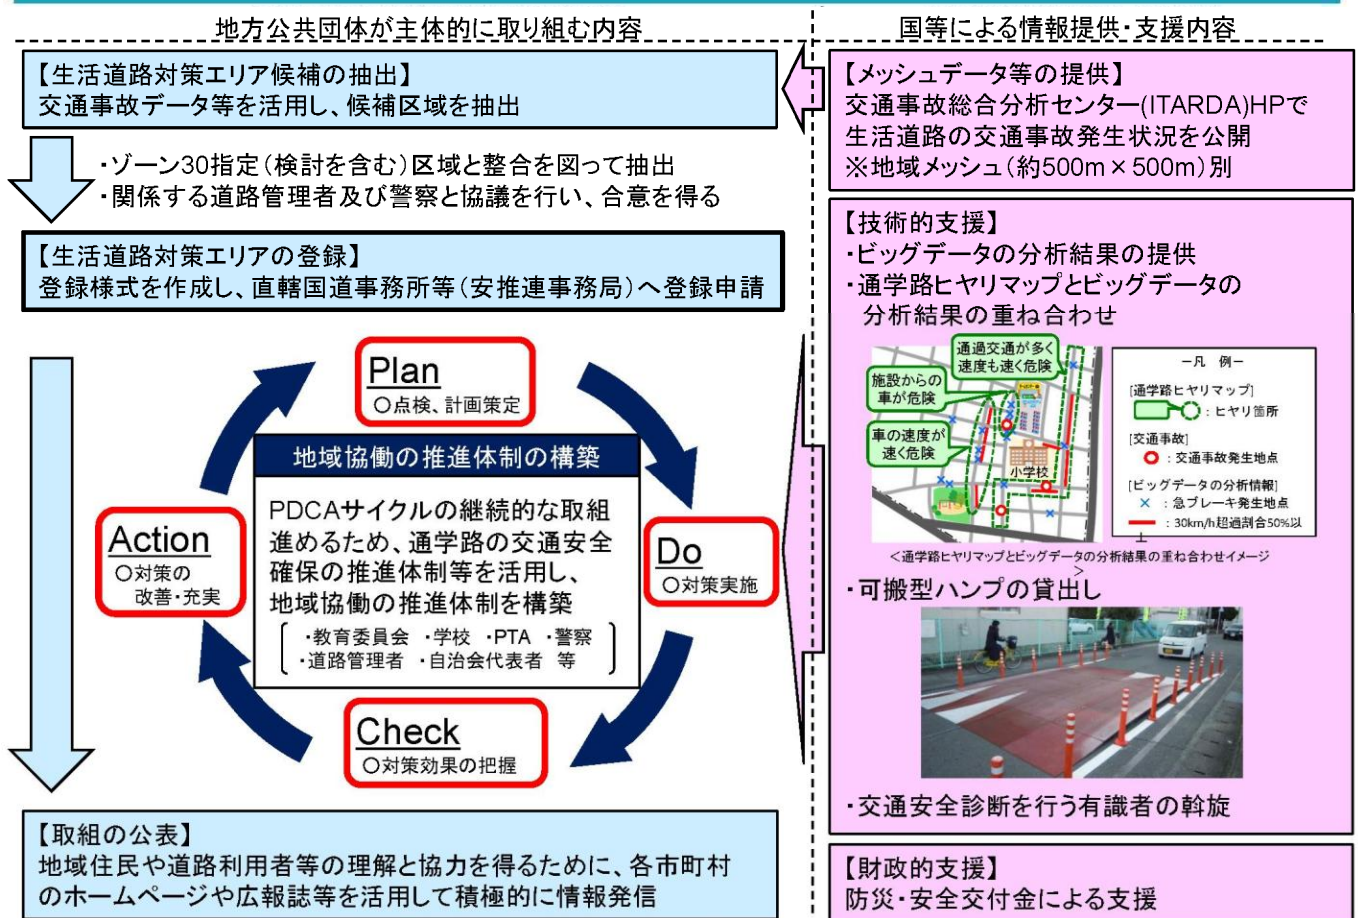 地方公共団体が主体的に取り組む内容
【生活道路対策エリア候補の抽出】
交通事故データ等を活用し、候補区域を抽出
・ゾーン30指定(検討を含む)区域と整合を図って抽出
・関係する道路管理者及び警察と協議を行い、合意を得る
【生活道路対策エリアの登録】
登録様式を作成し、直轄国道事務所等(安推連事務局)へ登録申請
Plan
○点検、計画策定
Do
○対策実施
Check
○対策効果の把握
Action
○対策の
改善・充実
地域協働の推進体制の構築
PDCAサイクルの継続的な取組
進めるため、通学路の交通安全
確保の推進体制等を活用し、
地域協働の推進体制を構築
・教育委員会 ・学校 ・PTA ・警察
・道路管理者 ・自治会代表者 等
【取組の公表】
地域住民や道路利用者等の理解と協力を得るために、各市町村
のホームページや広報誌等を活用して積極的に情報発信
国等による情報提供・支援内容
【メッシュデータ等の提供】
交通事故総合分析センター(ITARDA)HPで
生活道路の交通事故発生状況を公開
※地域メッシュ(約500m×500m)別
【技術的支援】
・ビッグデータの分析結果の提供
・通学路ヒヤリマップとビッグデータの
分析結果の重ね合わせ
通過交通が多く
速度も速く危険
施設からの
車が危険
車の速度が
速く危険
小学校
-凡 例-
[通学路ヒヤリマップ]
:ヒヤリ箇所
[交通事故]
:交通事故発生地点
[ビッグデータの分析情報]
× :急ブレーキ発生地点
:30km/h超過割合50%以
上
<通学路ヒヤリマップとビッグデータの分析結果の重ね合わせイメージ
>
・可搬型ハンプの貸出し
・交通安全診断を行う有識者の斡旋
【財政的支援】
防災・安全交付金による支援